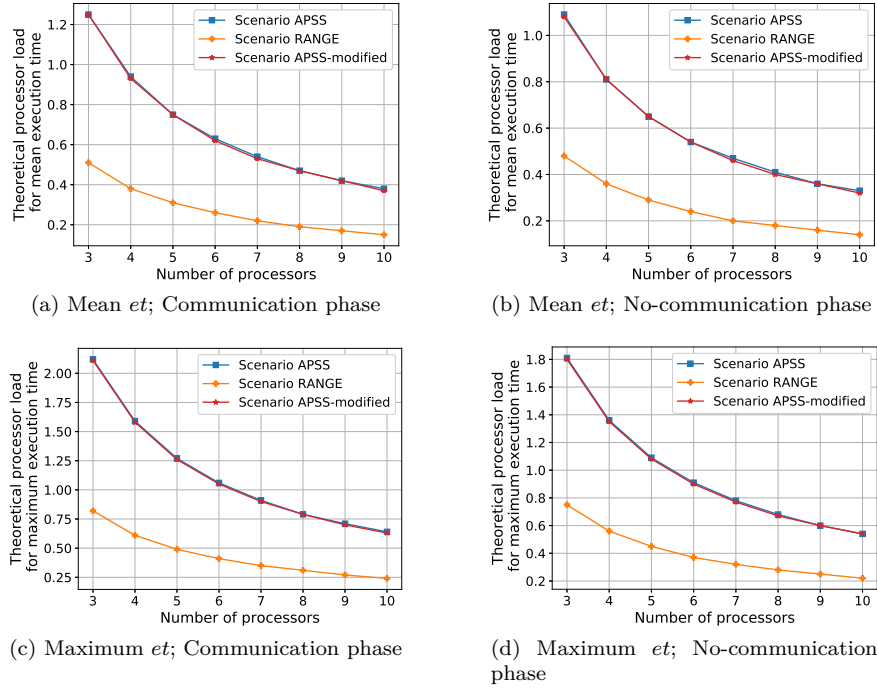 Theoretical processor load
for mean execution time
1.2
1.0
0.8
0.6
0.4
0.2
Scenario APSS
Scenario RANGE
Scenario APSS-modified
3 4 5 6 7 8 9 10
Number of processors
(a) Mean et; Communication phase
Theoretical processor load
for mean execution time
1.0
0.8
0.6
0.4
0.2
Scenario APSS
Scenario RANGE
Scenario APSS-modified
3 4 5 6 7 8 9 10
Number of processors
(b) Mean et; No-communication phase
Theoretical processor load
for maximum execution time
2.00
1.75
1.50
1.25
1.00
0.75
0.50
0.25
Scenario APSS
Scenario RANGE
Scenario APSS-modified
3 4 5 6 7 8 9 10
Number of processors
(c) Maximum et; Communication phase
Theoretical processor load
for maximum execution time
1.8
1.6
1.4
1.2
1.0
0.8
0.6
0.4
0.2
Scenario APSS
Scenario RANGE
Scenario APSS-modified
3 4 5 6 7 8 9 10
Number of processors
(d) Maximum et; No-communication
phase